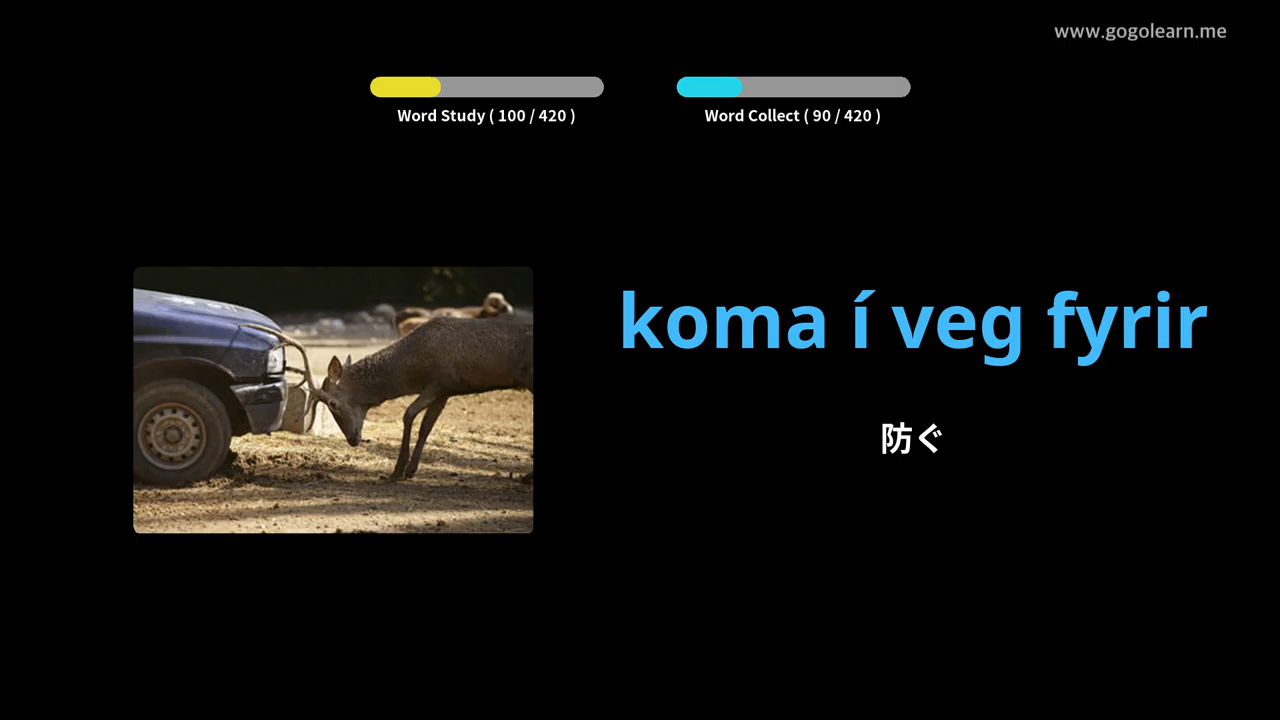 www.gogolearn.me
Word Study ( 100 / 420 )
Word Collect ( 90 / 420 )
koma í veg fyrir
防ぐ